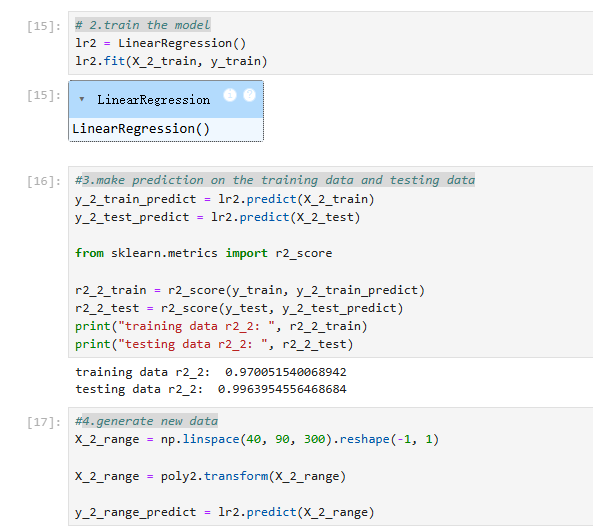 [15]: # 2.train the model
lr2 = LinearRegression()
lr2.fit(X_2_train, y_train)
[15]: ▾ LinearRegression i ?
LinearRegression()
[16]: #3.make prediction on the training data and testing data
y_2_train_predict = lr2.predict(X_2_train)
y_2_test_predict = lr2.predict(X_2_test)
from sklearn.metrics import r2_score
r2_2_train = r2_score(y_train, y_2_train_predict)
r2_2_test = r2_score(y_test, y_2_test_predict)
print("training data r2_2: ", r2_2_train)
print("testing data r2_2: ", r2_2_test)
training data r2_2:  0.970051540068942
testing data r2_2:  0.9963954556468684
[17]: #4.generate new data
X_2_range = np.linspace(40, 90, 300).reshape(-1, 1)
X_2_range = poly2.transform(X_2_range)
y_2_range_predict = lr2.predict(X_2_range)